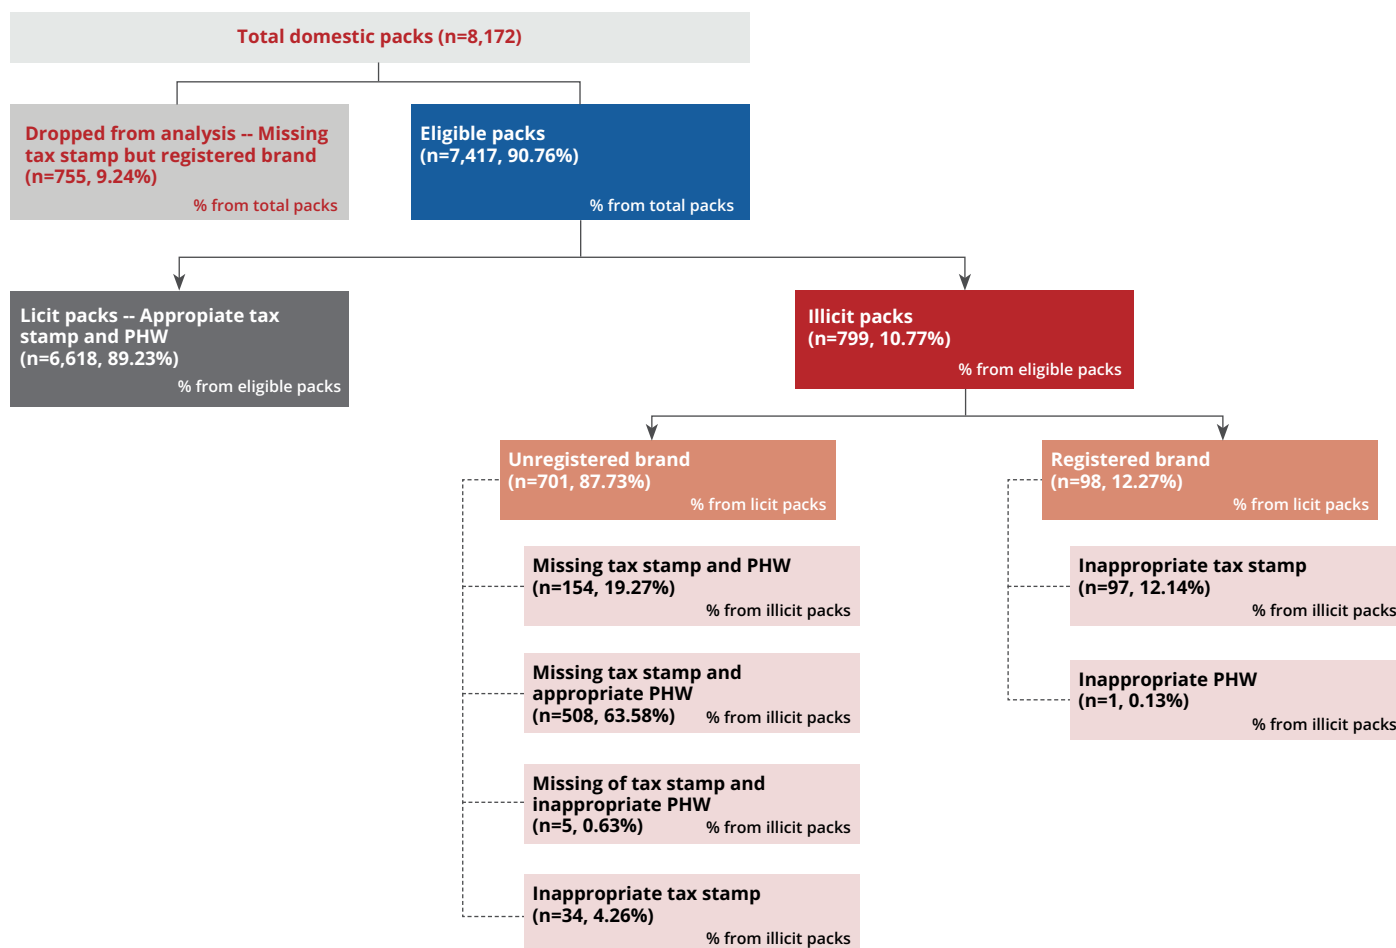 Total domestic packs (n=8,172)
Dropped from analysis -- Missing
tax stamp but registered brand
(n=755, 9.24%)
% from total packs
Eligible packs
(n=7,417, 90.76%)
% from total packs
Licit packs -- Appropiate tax
stamp and PHW
(n=6,618, 89.23%)
% from eligible packs
Illicit packs
(n=799, 10.77%)
% from eligible packs
Unregistered brand
(n=701, 87.73%)
% from licit packs
Missing tax stamp and PHW
(n=154, 19.27%)
% from illicit packs
Missing tax stamp and
appropriate PHW
(n=508, 63.58%) % from illicit packs
Missing of tax stamp and
inappropriate PHW
(n=5, 0.63%) % from illicit packs
Inappropriate tax stamp
(n=34, 4.26%)
% from illicit packs
Registered brand
(n=98, 12.27%)
% from licit packs
Inappropriate tax stamp
(n=97, 12.14%)
% from illicit packs
Inappropriate PHW
(n=1, 0.13%)
% from illicit packs